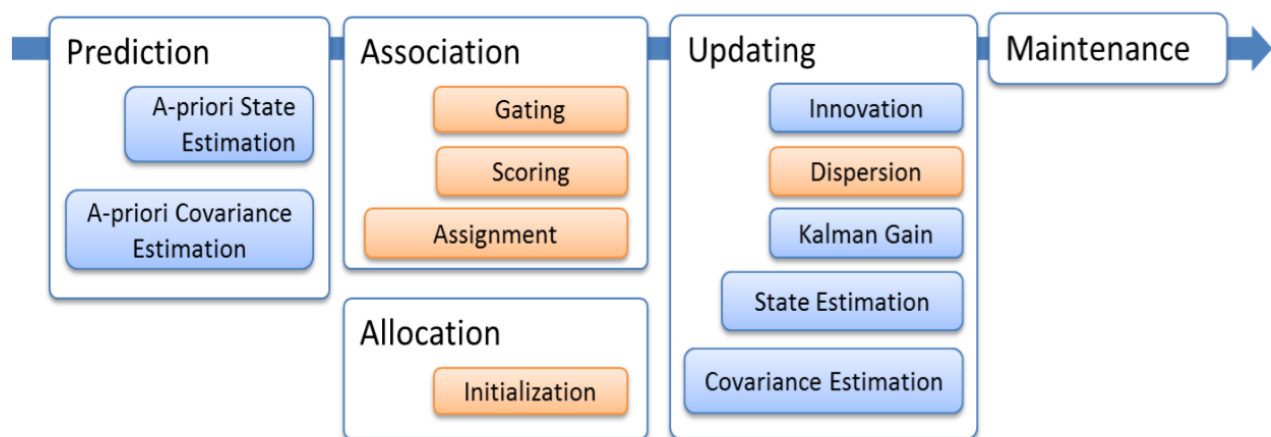 Prediction
A-priori State
Estimation
A-priori Covariance
Estimation
Association
Gating
Scoring
Assignment
Allocation
Initialization
Updating
Innovation
Dispersion
Kalman Gain
State Estimation
Covariance Estimation
Maintenance